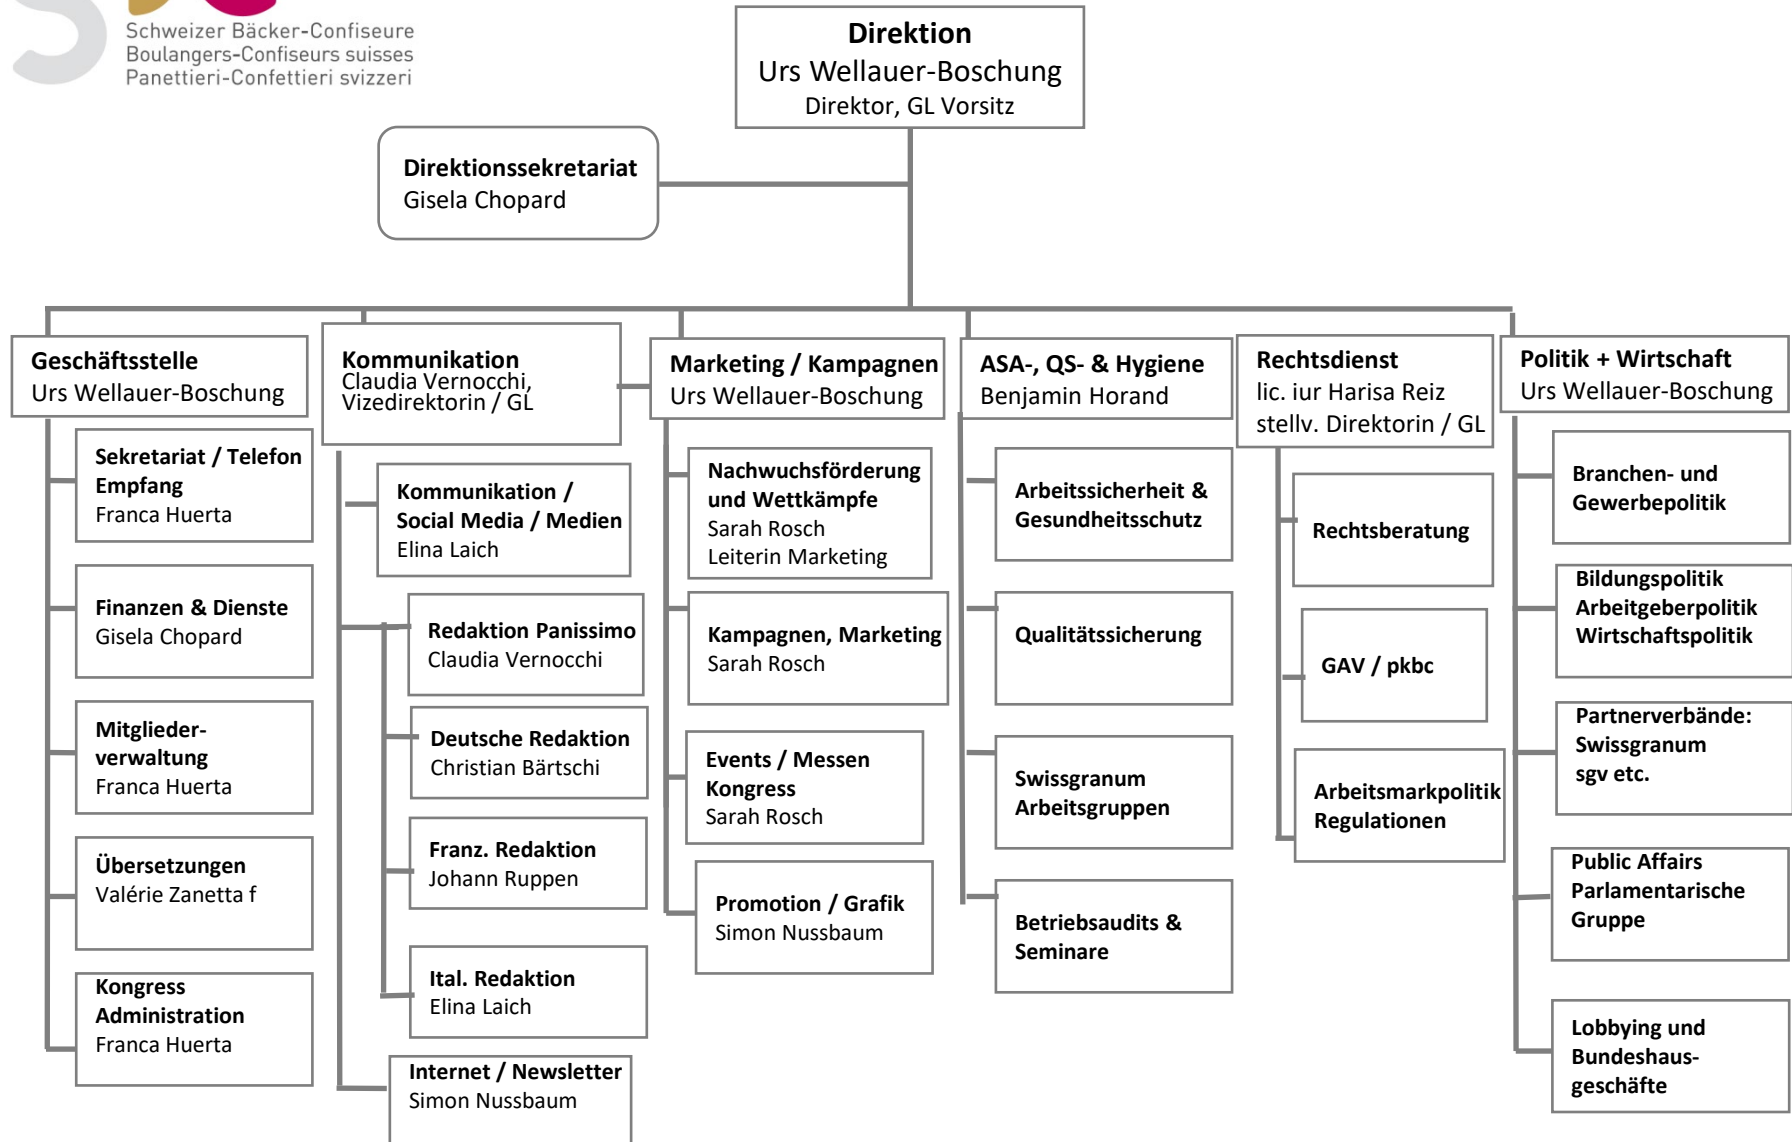 Schweizer Bäcker-Confiseure
Boulangers-Confiseurs suisses
Panettieri-Confettieri svizzeri
Direktion
Urs Wellauer-Boschung
Direktor, GL Vorsitz
Direktionssekretariat
Gisela Chopard
Geschäftsstelle
Urs Wellauer-Boschung
Sekretariat / Telefon
Empfang
Franca Huerta
Finanzen & Dienste
Gisela Chopard
Mitglieder-
verwaltung
Franca Huerta
Übersetzungen
Valérie Zanetta f
Kongress
Administration
Franca Huerta
Kommunikation
Claudia Vernocchi,
Vizedirektorin / GL
Kommunikation /
Social Media / Medien
Elina Laich
Redaktion Panissimo
Claudia Vernocchi
Deutsche Redaktion
Christian Bärtschi
Franz. Redaktion
Johann Ruppen
Ital. Redaktion
Elina Laich
Internet / Newsletter
Simon Nussbaum
Marketing / Kampagnen
Urs Wellauer-Boschung
Nachwuchsförderung
und Wettkämpfe
Sarah Rosch
Leiterin Marketing
Kampagnen, Marketing
Sarah Rosch
Events / Messen
Kongress
Sarah Rosch
Promotion / Grafik
Simon Nussbaum
ASA-, QS- & Hygiene
Benjamin Horand
Arbeitssicherheit &
Gesundheitsschutz
Qualitätssicherung
Swissgranum
Arbeitsgruppen
Betriebsaudits &
Seminare
Rechtsdienst
lic. iur Harisa Reiz
stellv. Direktorin / GL
Rechtsberatung
GAV / pkbc
Arbeitsmarkpolitik
Regulationen
Politik + Wirtschaft
Urs Wellauer-Boschung
Branchen- und
Gewerbepolitik
Bildungspolitik
Arbeitgeberpolitik
Wirtschaftspolitik
Partnerverbände:
Swissgranum
sgv etc.
Public Affairs
Parlamentarische
Gruppe
Lobbying und
Bundeshaus-
geschäfte